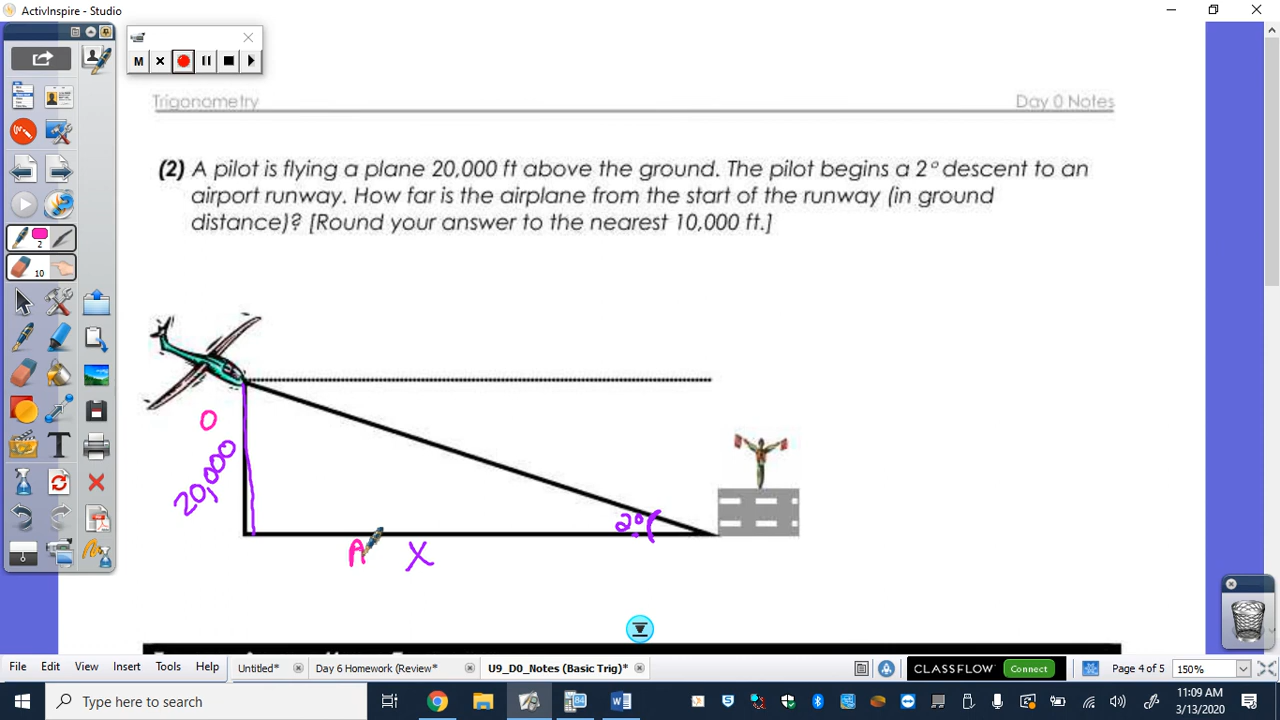 ActivInspire - Studio
M
Trigonometry
Day 0 Notes
(2) A pilot is flying a plane 20,000 ft above the ground. The pilot begins a 2° descent to an
airport runway. How far is the airplane from the start of the runway (in ground
distance)? [Round your answer to the nearest 10,000 ft.]
2
10
O
20,000
2°
A
X
File Edit View Insert Tools Help
Untitled*
Day 6 Homework (Review*
U9_D0_Notes (Basic Trig)*
CLASSFLOW
Connect
Page 4 of 5
150%
Type here to search
11:09 AM
3/13/2020